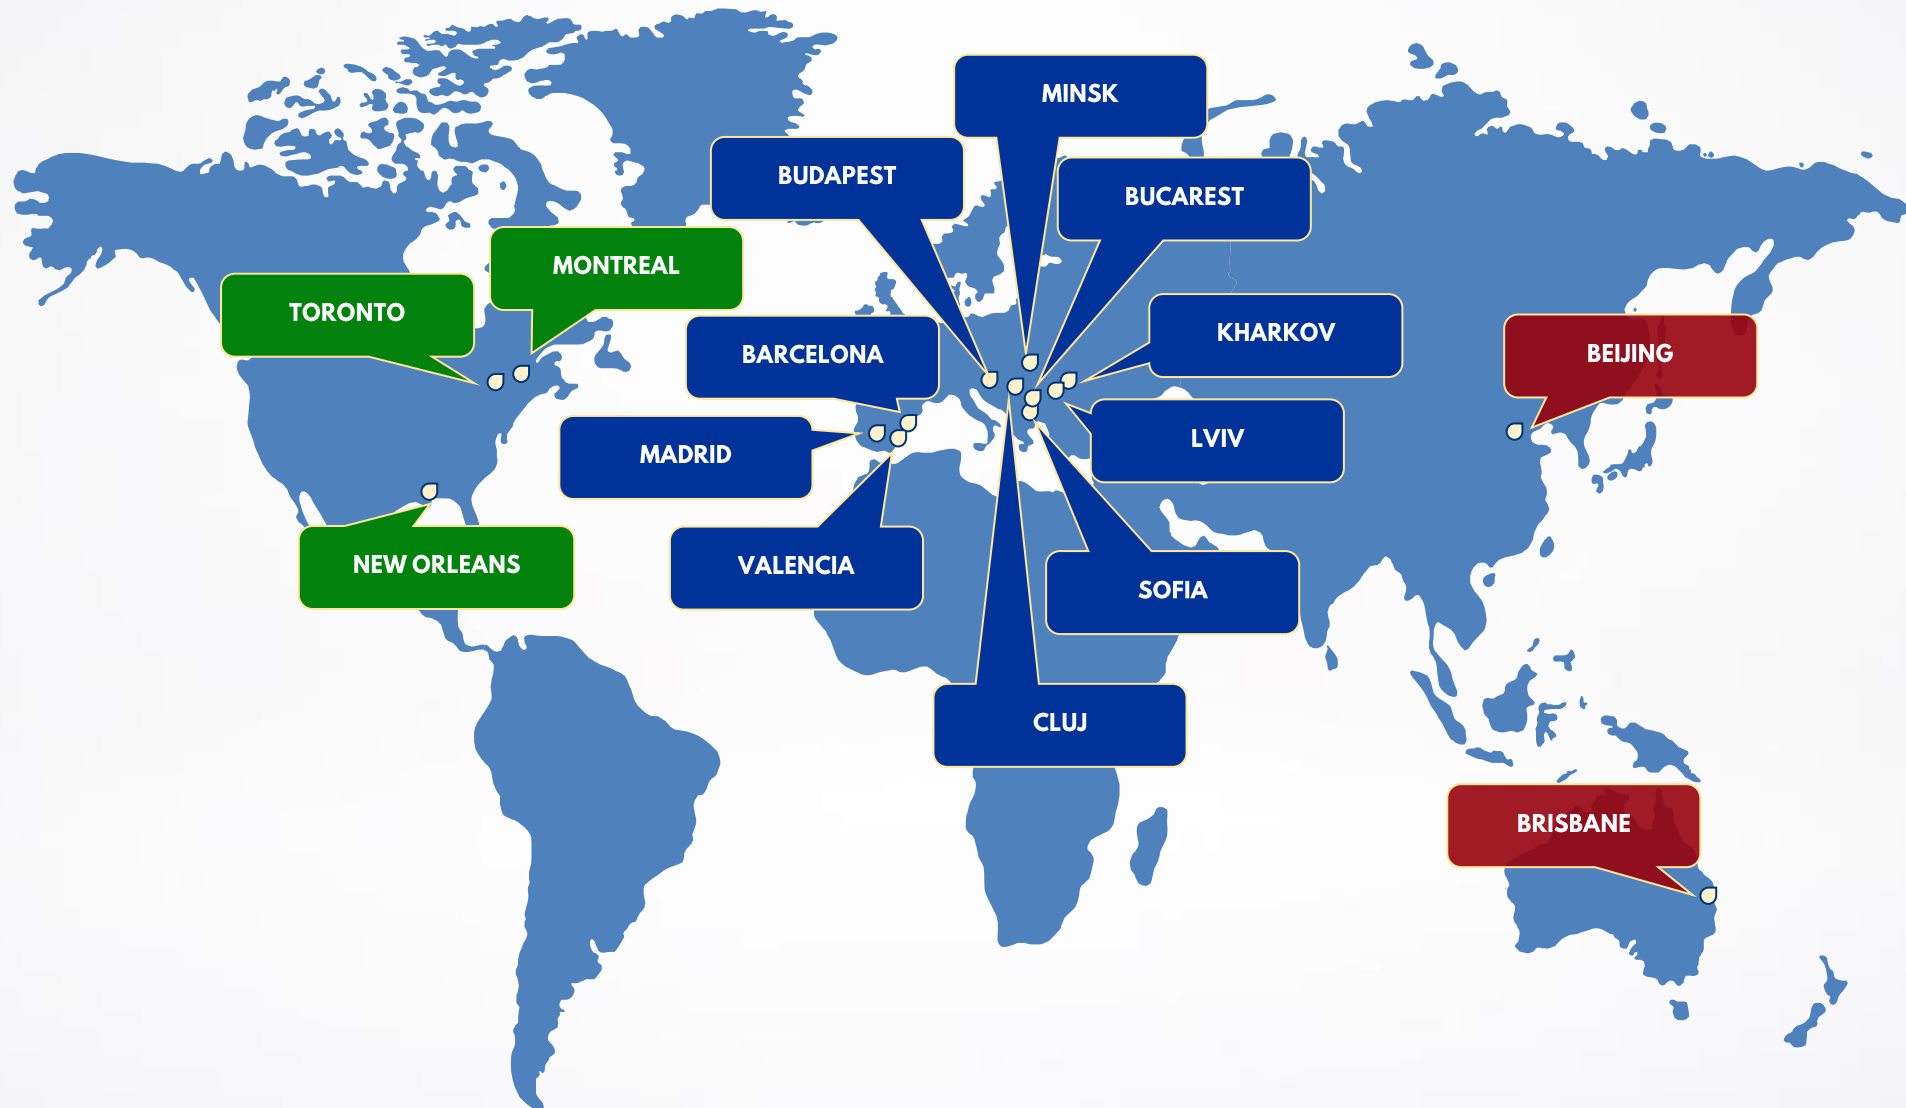 MINSK
BUDAPEST
BUCAREST
MONTREAL
TORONTO
KHARKOV
BARCELONA
BEIJING
LVIV
MADRID
NEW ORLEANS
VALENCIA
SOFIA
CLUJ
BRISBANE